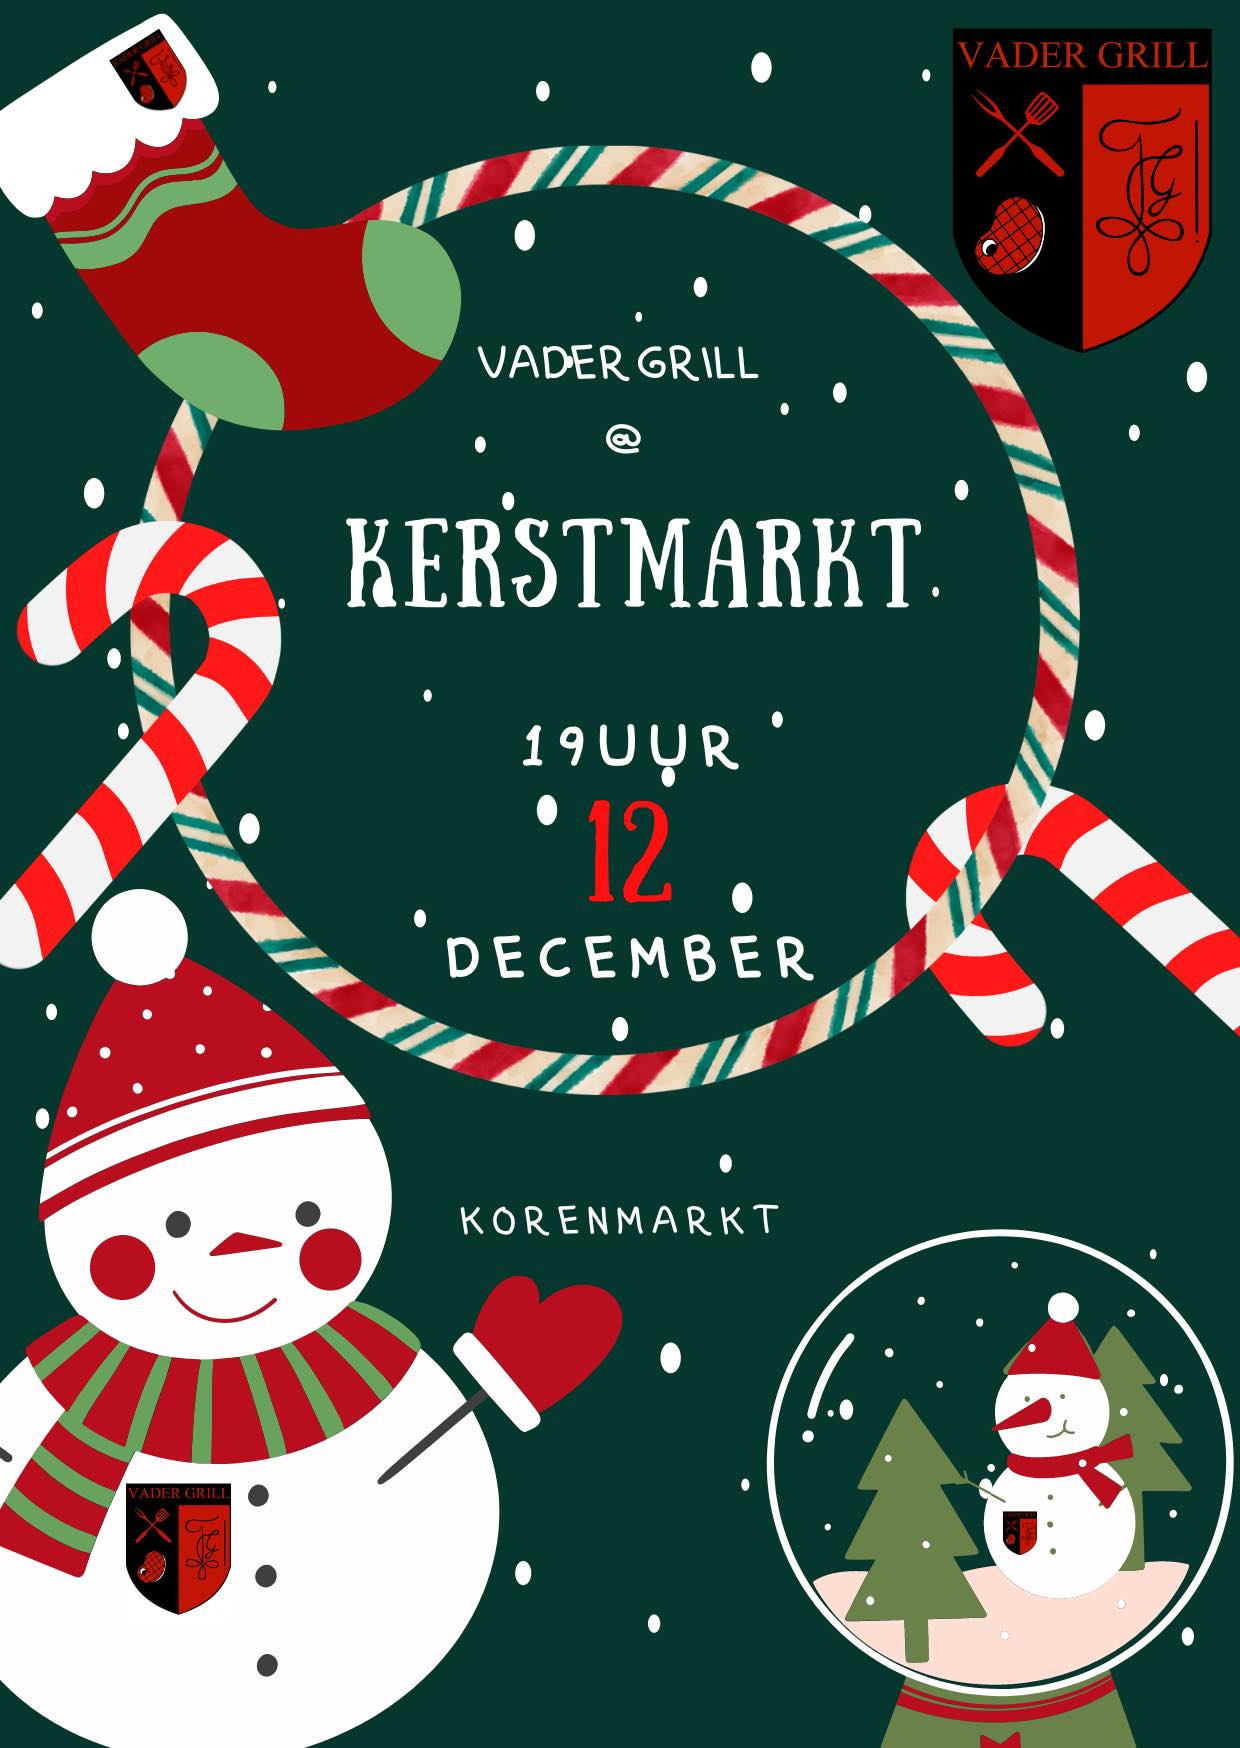 VADER GRILL
VADER GRILL
@
KERSTMARKT
19UUR
12
DECEMBER
KORENMARKT
VADER GRILL